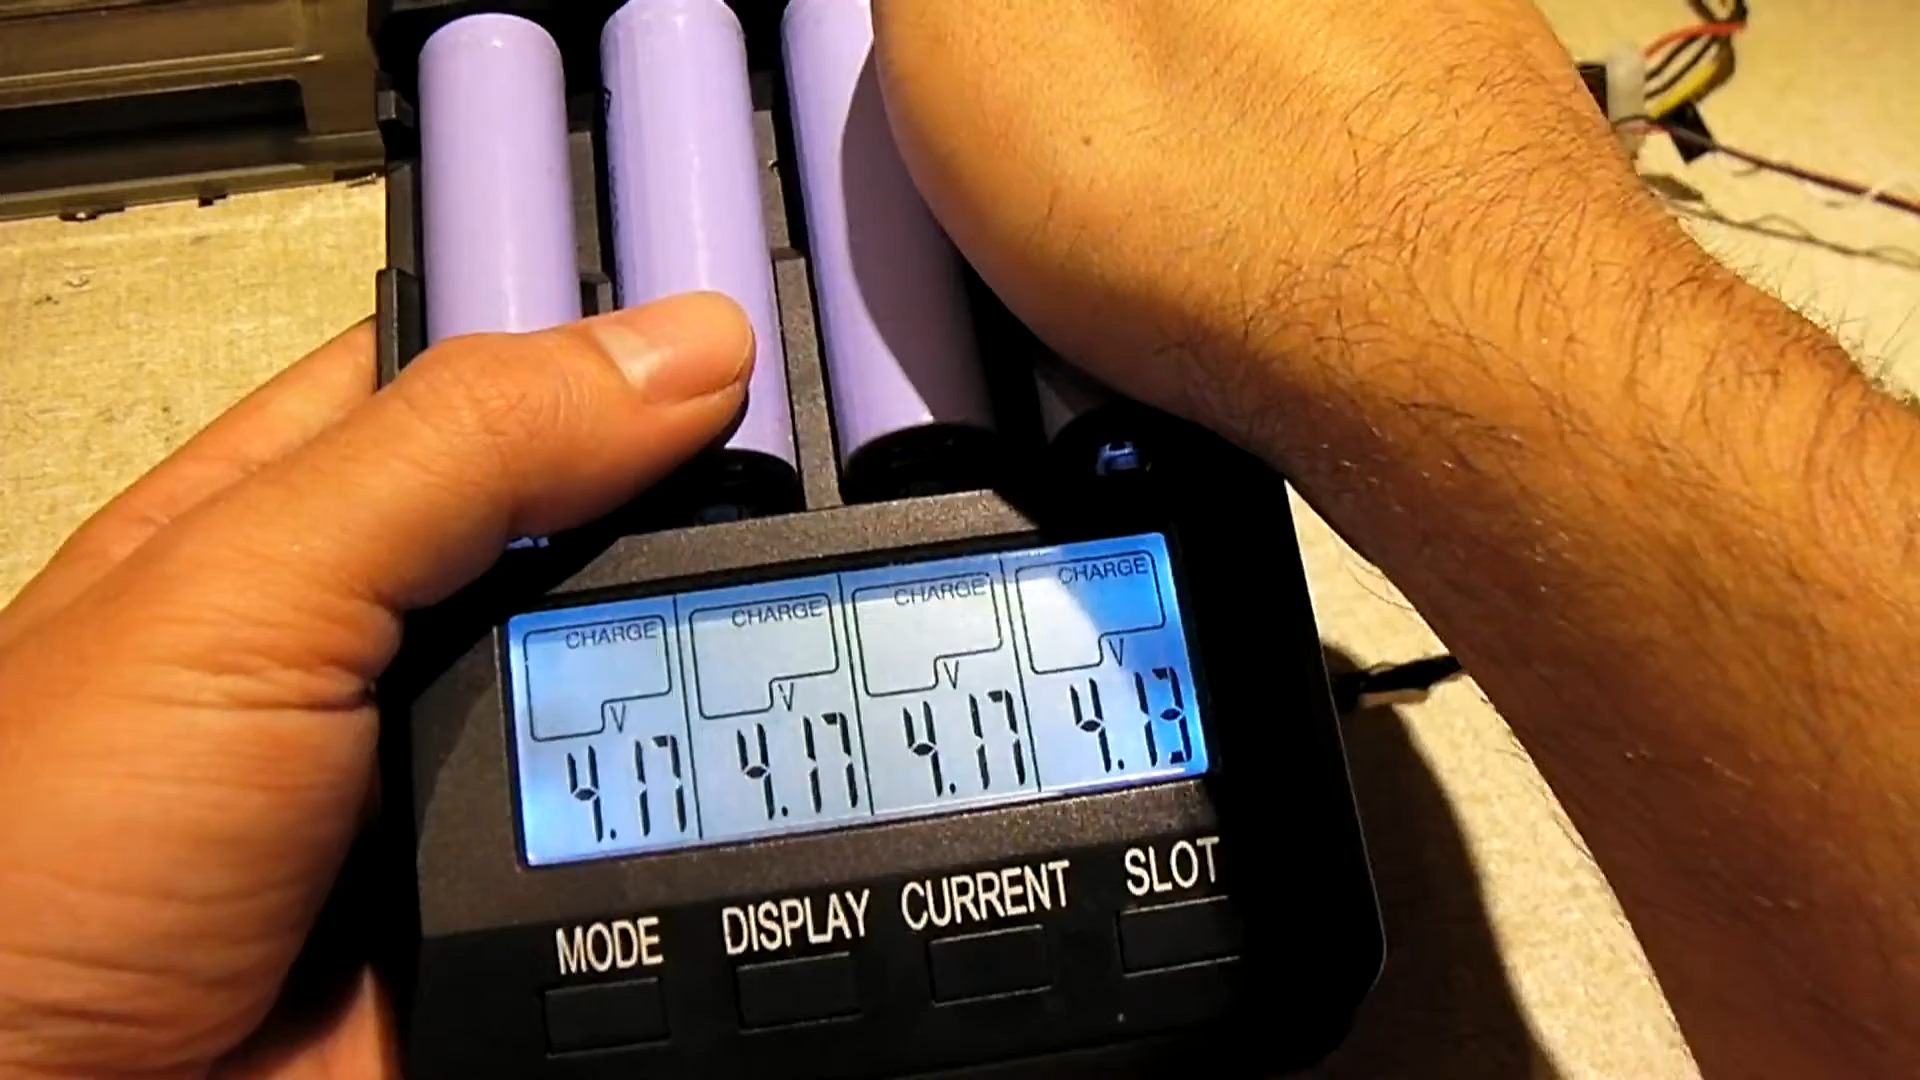 CHARGE CHARGE CHARGE CHARGE
V V V V
4.17 4.17 4.17 4.13
MODE DISPLAY CURRENT SLOT